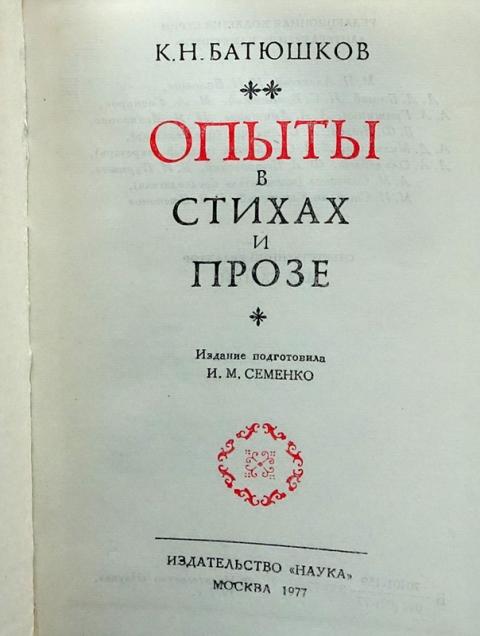 К.Н. БАТЮШКОВ
ОПЫТЫ
В
СТИХАХ
И
ПРОЗЕ
Издание подготовила
И. М. СЕМЕНКО
ИЗДАТЕЛЬСТВО «НАУКА»
МОСКВА 1977